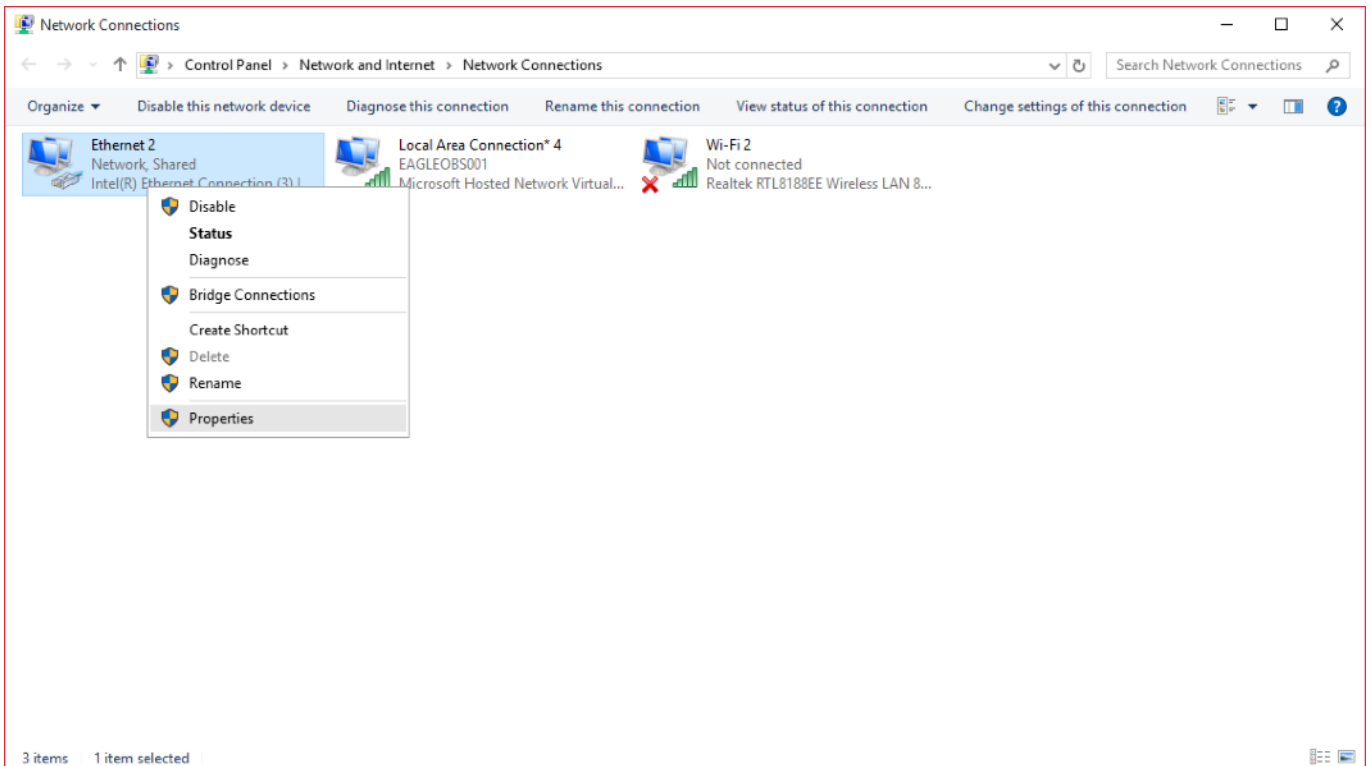 Network Connections
Control Panel > Network and Internet > Network Connections
Search Network Connections
Organize Disable this network device Diagnose this connection Rename this connection View status of this connection Change settings of this connection
Ethernet 2
Network, Shared
Intel(R) Ethernet Connection (3) I...
Local Area Connection* 4
EAGLEOBS001
Microsoft Hosted Network Virtual...
Wi-Fi 2
Not connected
Realtek RTL8188EE Wireless LAN 8...
Disable
Status
Diagnose
Bridge Connections
Create Shortcut
Delete
Rename
Properties
3 items 1 item selected